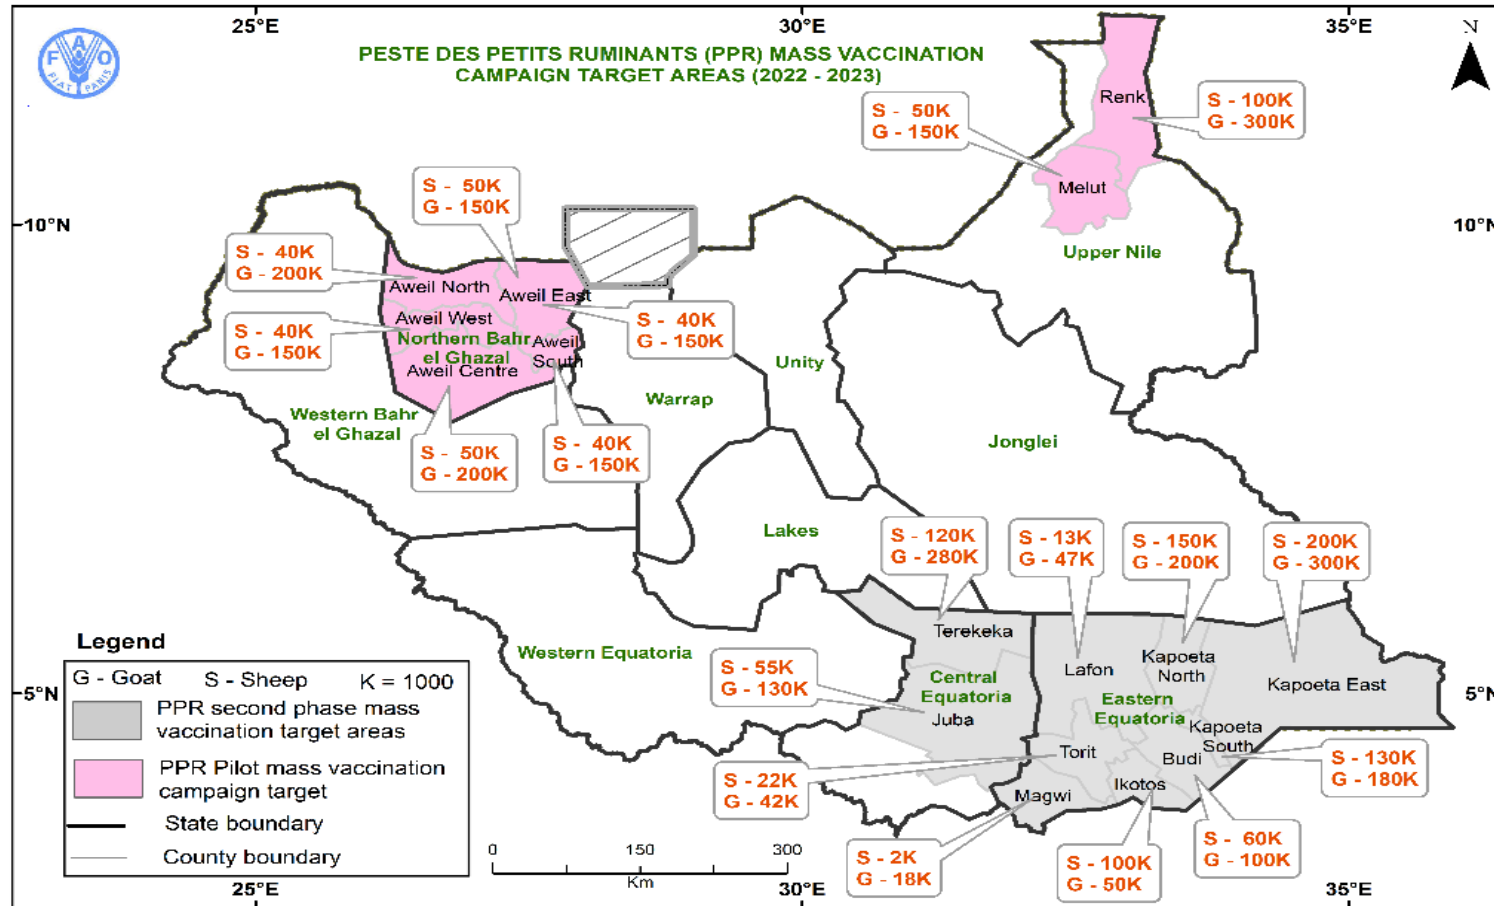 25°E 30°E 35°E
N
F A O
FIAT PANIS
PESTE DES PETITS RUMINANTS (PPR) MASS VACCINATION
CAMPAIGN TARGET AREAS (2022 - 2023)
Renk
S - 100K
G - 300K
S - 50K
G - 150K
Melut
Upper Nile
10°N
10°N
S - 50K
G - 150K
S - 40K
G - 200K
Aweil North
Aweil East
S - 40K
G - 150K
Aweil West
S - 40K
G - 150K
Northern Bahr
el Ghazal
Aweil
South
Aweil Centre
Unity
Warrap
Western Bahr
el Ghazal
S - 50K
G - 200K
S - 40K
G - 150K
Jonglei
Lakes
S - 120K
G - 280K
S - 13K
G - 47K
S - 150K
G - 200K
S - 200K
G - 300K
Terekeka
Western Equatoria
S - 55K
G - 130K
Central
Equatoria
Juba
Lafon
Kapoeta
North
Kapoeta East
Eastern
Equatoria
5°N
5°N
Kapoeta
South
Torit
Budi
Ikotos
Magwi
S - 22K
G - 42K
S - 130K
G - 180K
S - 2K
G - 18K
S - 100K
G - 50K
S - 60K
G - 100K
Legend
G - Goat S - Sheep K = 1000
PPR second phase mass
vaccination target areas
PPR Pilot mass vaccination
campaign target
State boundary
County boundary
0 150 300
Km
25°E 30°E 35°E